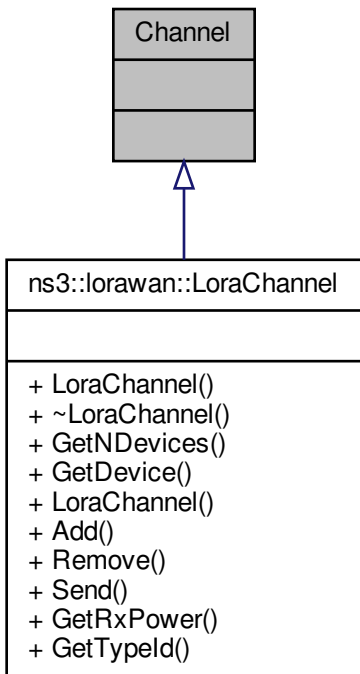 Channel
ns3::lorawan::LoraChannel
+ LoraChannel()
+ ~LoraChannel()
+ GetNDevices()
+ GetDevice()
+ LoraChannel()
+ Add()
+ Remove()
+ Send()
+ GetRxPower()
+ GetTypeId()